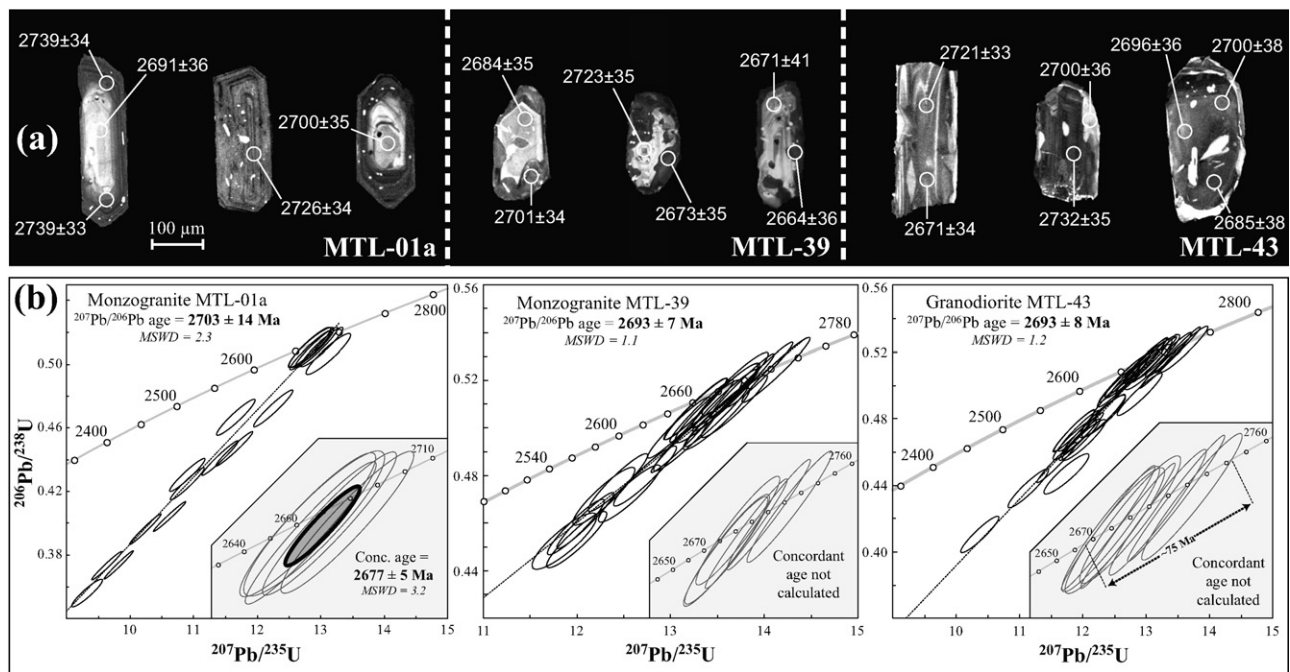 (a)
2739±34
2691±36
2739±33
100 µm
2726±34
2700±35
MTL-01a
2684±35
2701±34
2723±35
2673±35
2671±41
2664±36
MTL-39
2721±33
2671±34
2700±36
2732±35
2696±36
2700±38
2685±38
MTL-43
(b)
²⁰⁶Pb/²³⁸U
0.50
0.46
0.42
0.38
Monzogranite MTL-01a
²⁰⁷Pb/²⁰⁶Pb age = 2703 ± 14 Ma
MSWD = 2.3
2400
2500
2600
2800
2640
2660
2710
Conc. age =
2677 ± 5 Ma
MSWD = 3.2
10 11 12 13 14 15
²⁰⁷Pb/²³⁵U
0.56
0.52
0.48
0.44
Monzogranite MTL-39
²⁰⁷Pb/²⁰⁶Pb age = 2693 ± 7 Ma
MSWD = 1.1
2540
2600
2660
2780
2650
2670
2760
Concordant
age not
calculated
11 12 13 14 15
²⁰⁷Pb/²³⁵U
0.52
0.48
0.44
0.40
Granodiorite MTL-43
²⁰⁷Pb/²⁰⁶Pb age = 2693 ± 8 Ma
MSWD = 1.2
2400
2500
2600
2800
2650
2670
2760
~75 Ma
Concordant
age not
calculated
10 11 12 13 14 15
²⁰⁷Pb/²³⁵U